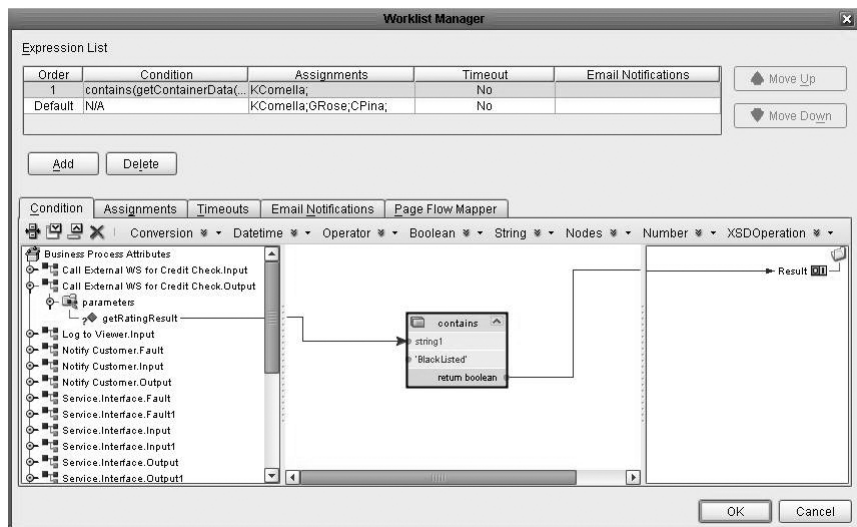 Worklist Manager
Expression List
Order Condition Assignments Timeout Email Notifications
1 contains(getContainerData(... KComella; No
Default N/A KComella;GRose;CPina; No
Move Up
Move Down
Add Delete
Condition Assignments Timeouts Email Notifications Page Flow Mapper
Conversion Datetime Operator Boolean String Nodes Number XSDOperation
Business Process Attributes
Call External WS for Credit Check.Input
Call External WS for Credit Check.Output
parameters
getRatingResult
Log to Viewer.Input
Notify Customer.Fault
Notify Customer.Input
Notify Customer.Output
Service.Interface.Fault
Service.Interface.Fault1
Service.Interface.Input
Service.Interface.Input1
Service.Interface.Output
Service.Interface.Output1
contains
string1
'BlackListed'
return boolean
Result
OK Cancel